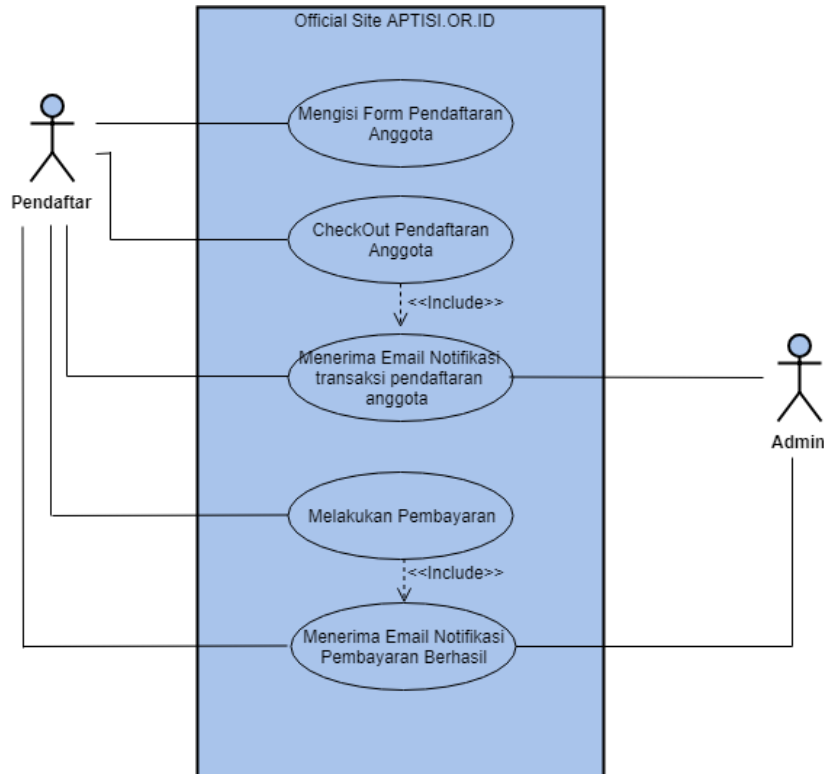 Official Site APTISI.OR.ID
Mengisi Form Pendaftaran
Anggota
Pendaftar
CheckOut Pendaftaran
Anggota
<<Include>>
Menerima Email Notifikasi
transaksi pendaftaran
anggota
Admin
Melakukan Pembayaran
<<Include>>
Menerima Email Notifikasi
Pembayaran Berhasil